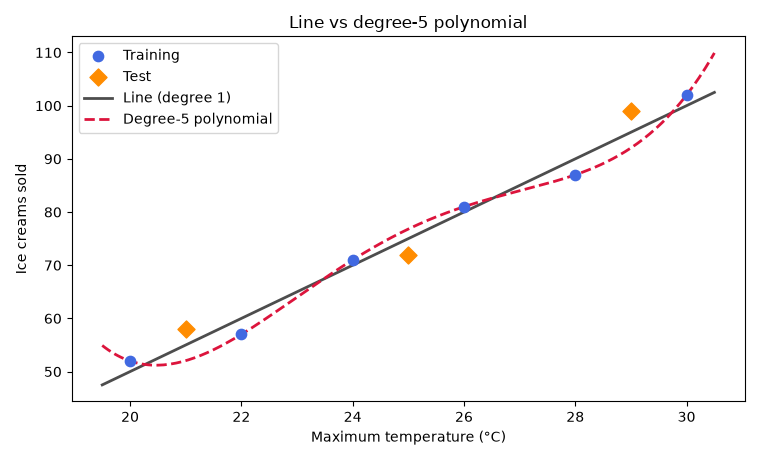 Line vs degree-5 polynomial
Training
Test
Line (degree 1)
Degree-5 polynomial
Ice creams sold
110
100
90
80
70
60
50
20
22
24
26
28
30
Maximum temperature (°C)